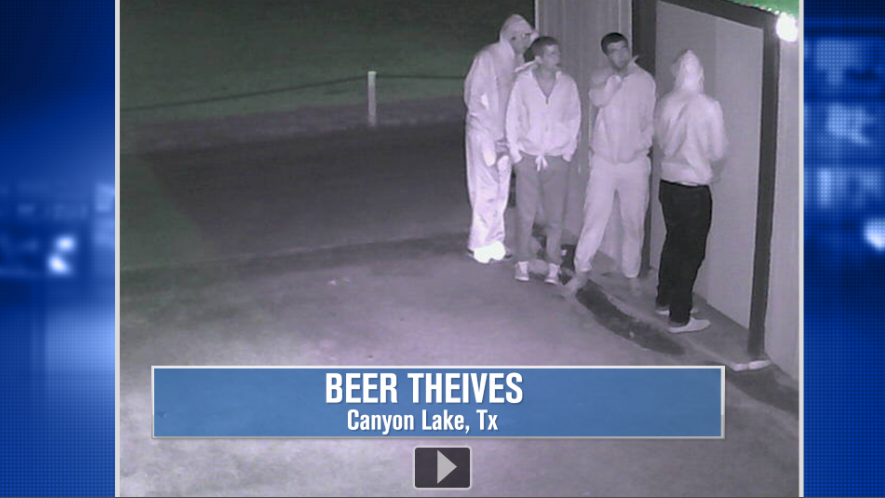 BEER THEIVES
Canyon Lake, Tx